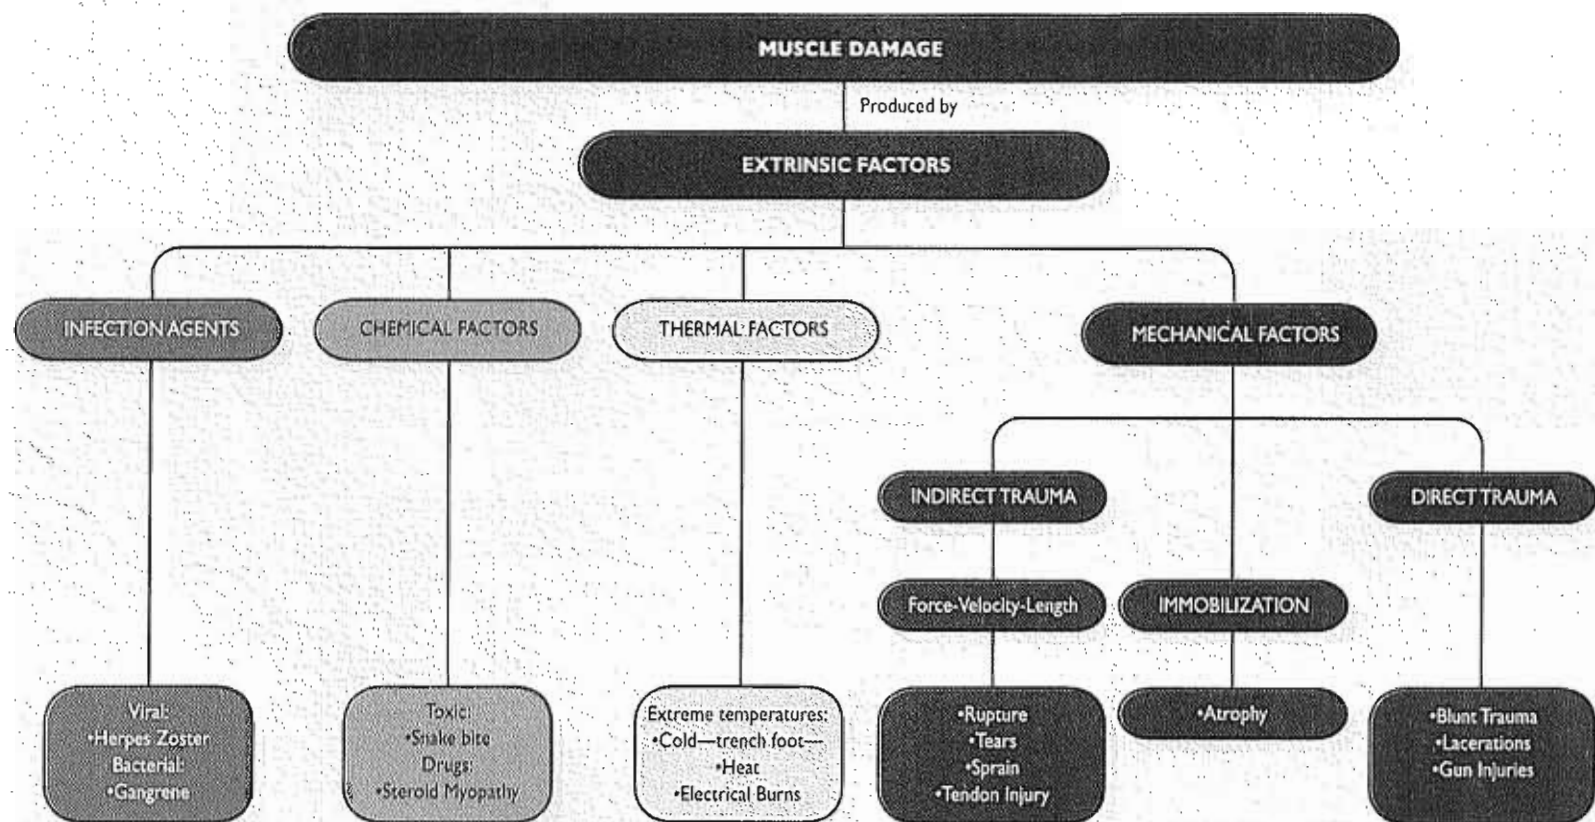 MUSCLE DAMAGE
Produced by
EXTRINSIC FACTORS
INFECTION AGENTS
CHEMICAL FACTORS
THERMAL FACTORS
MECHANICAL FACTORS
INDIRECT TRAUMA
DIRECT TRAUMA
Force-Velocity-Length
IMMOBILIZATION
Viral:
•Herpes Zoster
Bacterial:
•Gangrene
Toxic:
•Snake bite
Drugs:
•Steroid Myopathy
Extreme temperatures:
•Cold—trench foot—
•Heat
•Electrical Burns
•Rupture
•Tears
•Sprain
•Tendon Injury
•Atrophy
•Blunt Trauma
•Lacerations
•Gun Injuries